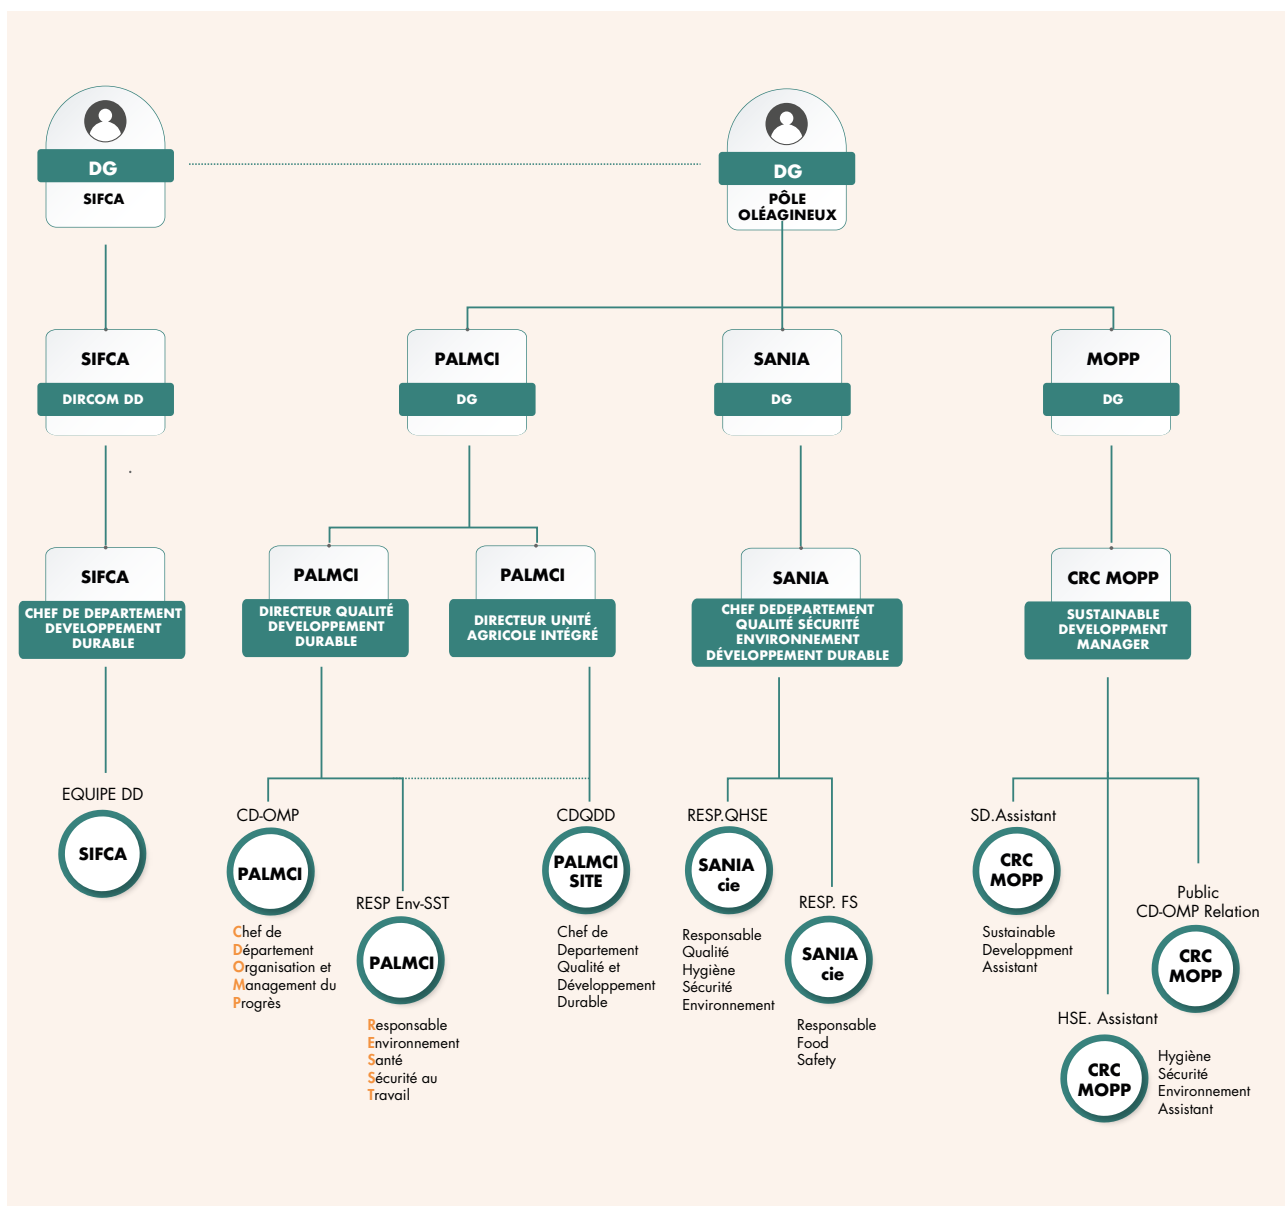 DG
SIFCA
DG
PÔLE
OLÉAGINEUX
SIFCA
DIRCOM DD
PALMCI
DG
SANIA
DG
MOPP
DG
SIFCA
CHEF DE DEPARTEMENT
DEVELOPPEMENT
DURABLE
PALMCI
DIRECTEUR QUALITÉ
DEVELOPPEMENT
DURABLE
PALMCI
DIRECTEUR UNITÉ
AGRICOLE INTÉGRÉ
SANIA
CHEF DEDEPARTEMENT
QUALITÉ SÉCURITÉ
ENVIRONNEMENT
DÉVELOPPEMENT DURABLE
CRC MOPP
SUSTAINABLE
DEVELOPPMENT
MANAGER
EQUIPE DD
SIFCA
CD-OMP
PALMCI
Chef de
Département
Organisation et
Management du
Progrès
RESP Env-SST
PALMCI
Responsable
Environnement
Santé
Sécurité au
Travail
CDQDD
PALMCI
SITE
Chef de
Departement
Qualité et
Développement
Durable
RESP.QHSE
SANIA
cie
Responsable
Qualité
Hygiène
Sécurité
Environnement
RESP. FS
SANIA
cie
Responsable
Food
Safety
SD.Assistant
CRC
MOPP
Sustainable
Developpment
Assistant
HSE. Assistant
CRC
MOPP
Hygiène
Sécurité
Environnement
Assistant
Public
CD-OMP Relation
CRC
MOPP